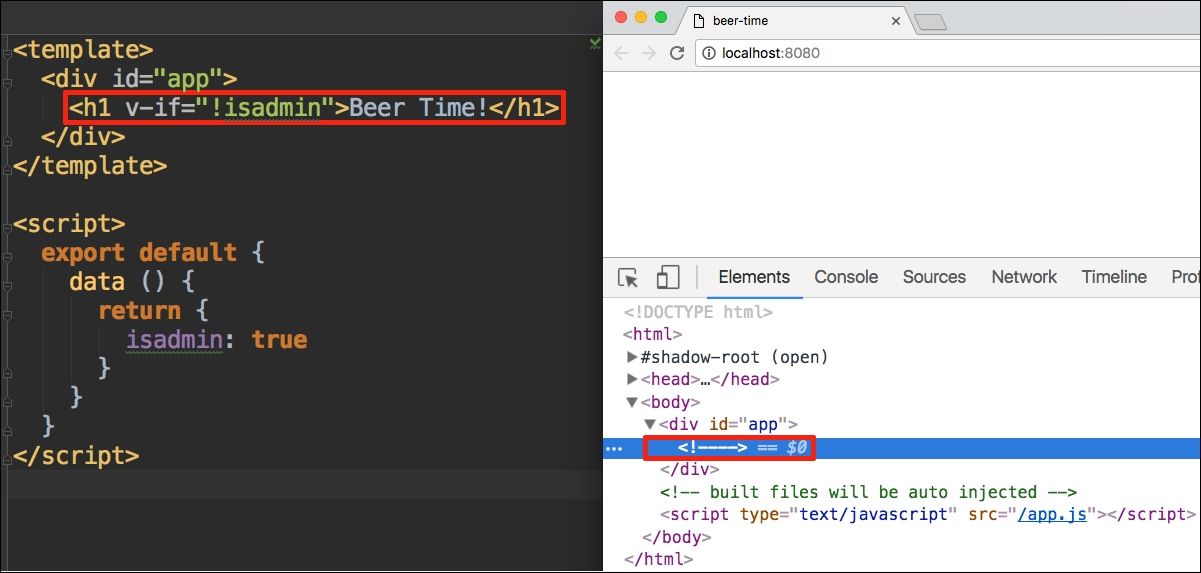 <template>
<div id="app">
<h1 v-if="!isadmin">Beer Time!</h1>
</div>
</template>
<script>
export default {
data () {
return {
isadmin: true
}
}
}
</script>
beer-time
localhost:8080
Elements Console Sources Network Timeline Prof
<!DOCTYPE html>
<html>
▶#shadow-root (open)
▶<head>…</head>
▼<body>
▼<div id="app">
... <!----> == $0
</div>
<!-- built files will be auto injected -->
<script type="text/javascript" src="/app.js"></script>
</body>
</html>